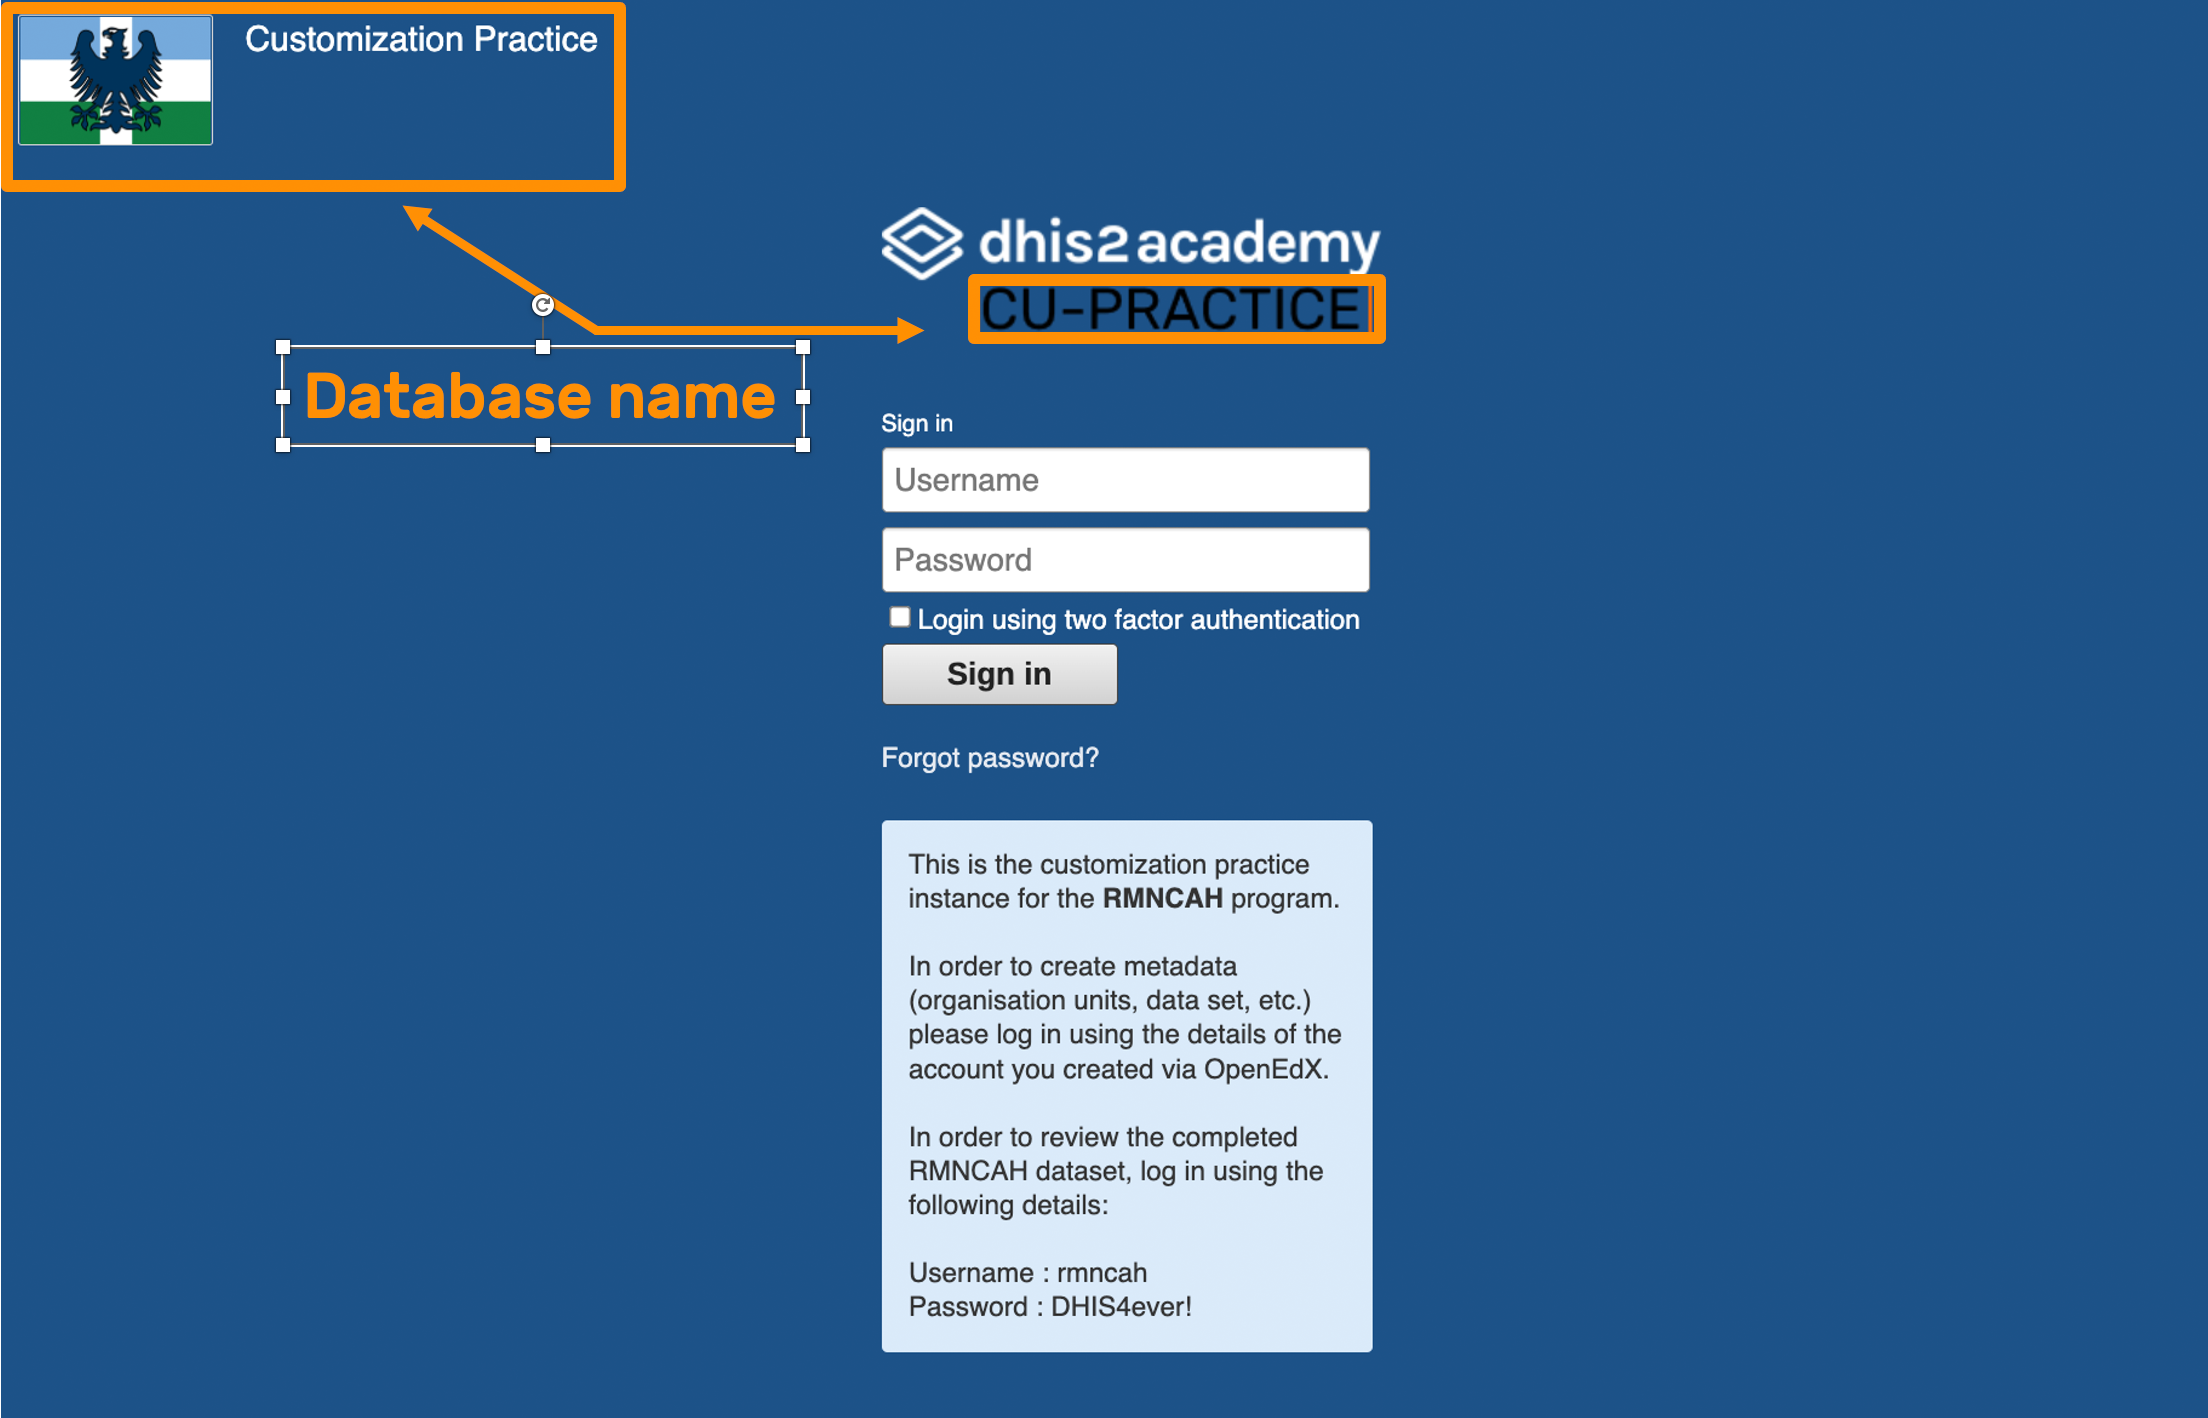 Customization Practice
dhis2 academy
CU-PRACTICE
Database name
Sign in
Username
Password
Login using two factor authentication
Sign in
Forgot password?
This is the customization practice
instance for the RMNCAH program.
In order to create metadata
(organisation units, data set, etc.)
please log in using the details of the
account you created via OpenEdX.
In order to review the completed
RMNCAH dataset, log in using the
following details:
Username : rmncah
Password : DHIS4ever!